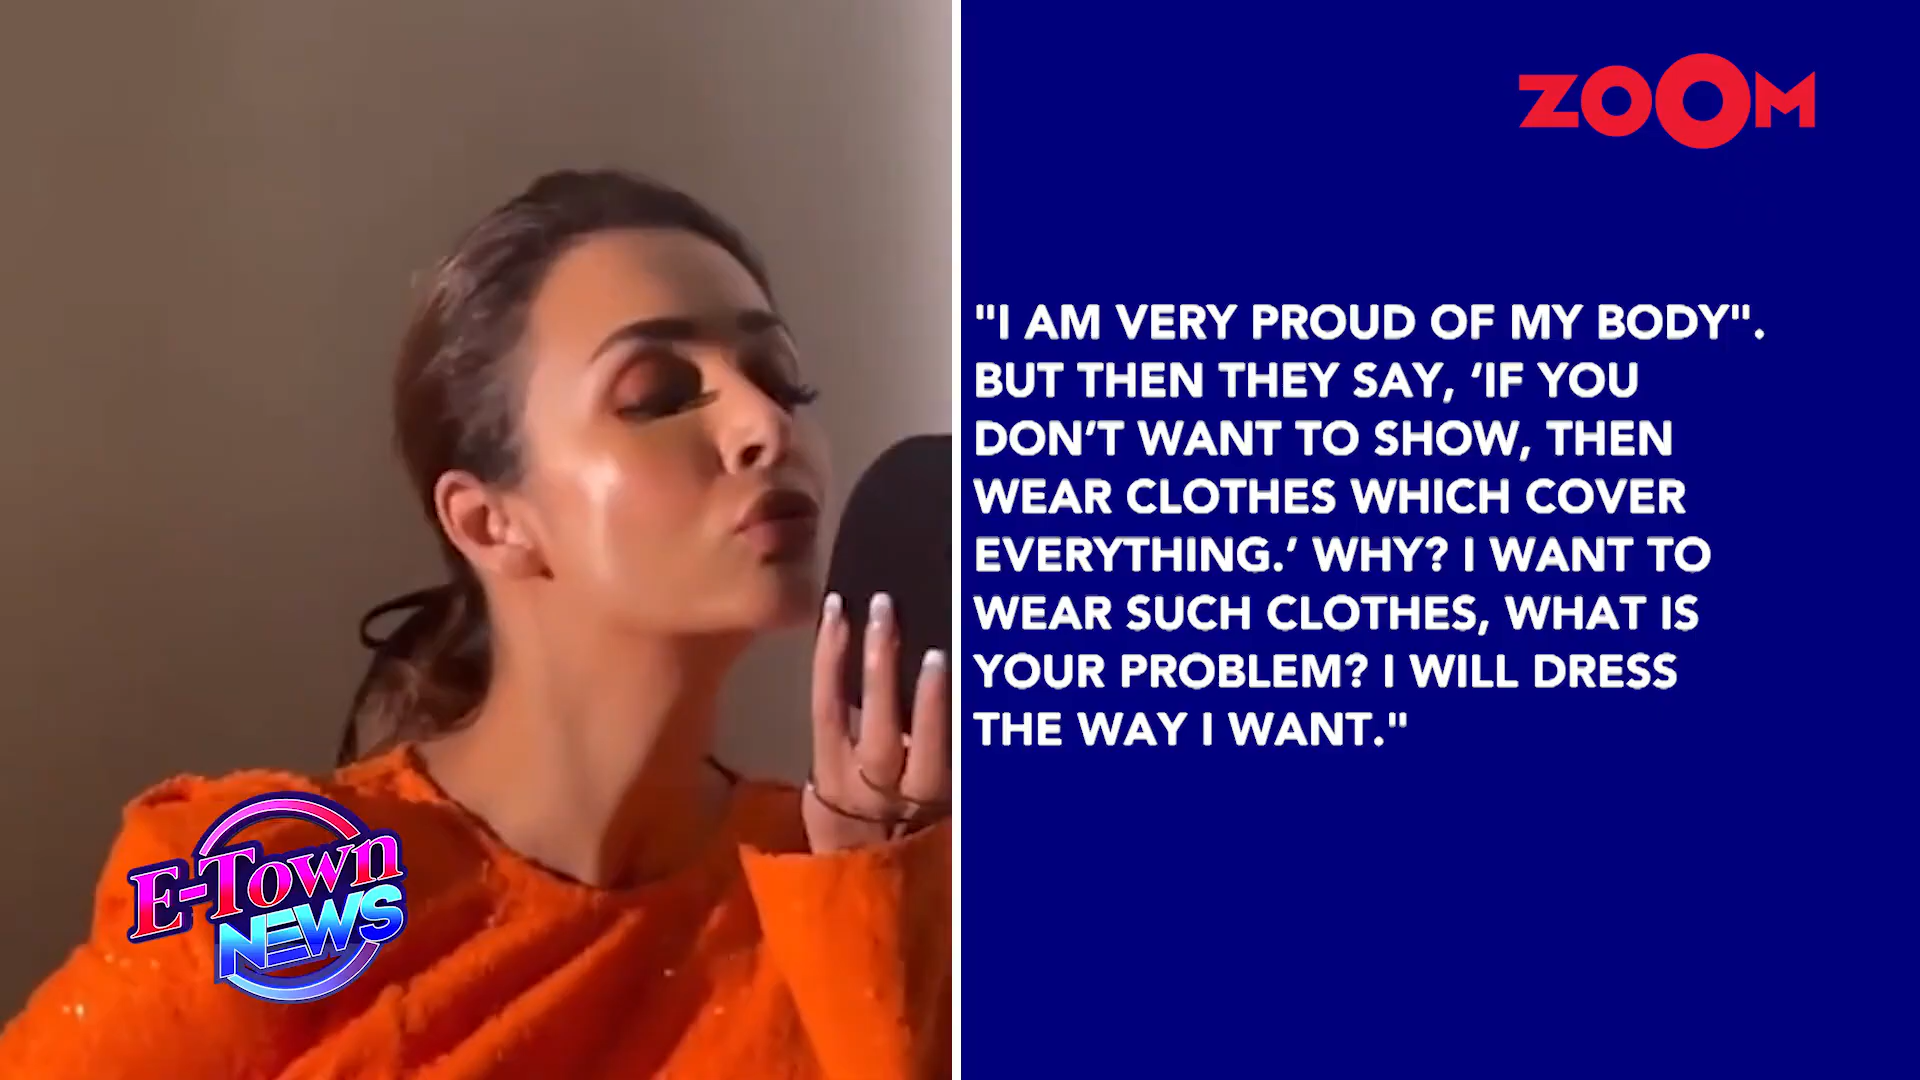 ZOOM
"I AM VERY PROUD OF MY BODY".
BUT THEN THEY SAY, ‘IF YOU
DON’T WANT TO SHOW, THEN
WEAR CLOTHES WHICH COVER
EVERYTHING.’ WHY? I WANT TO
WEAR SUCH CLOTHES, WHAT IS
YOUR PROBLEM? I WILL DRESS
THE WAY I WANT."
E-TOWN
NEWS